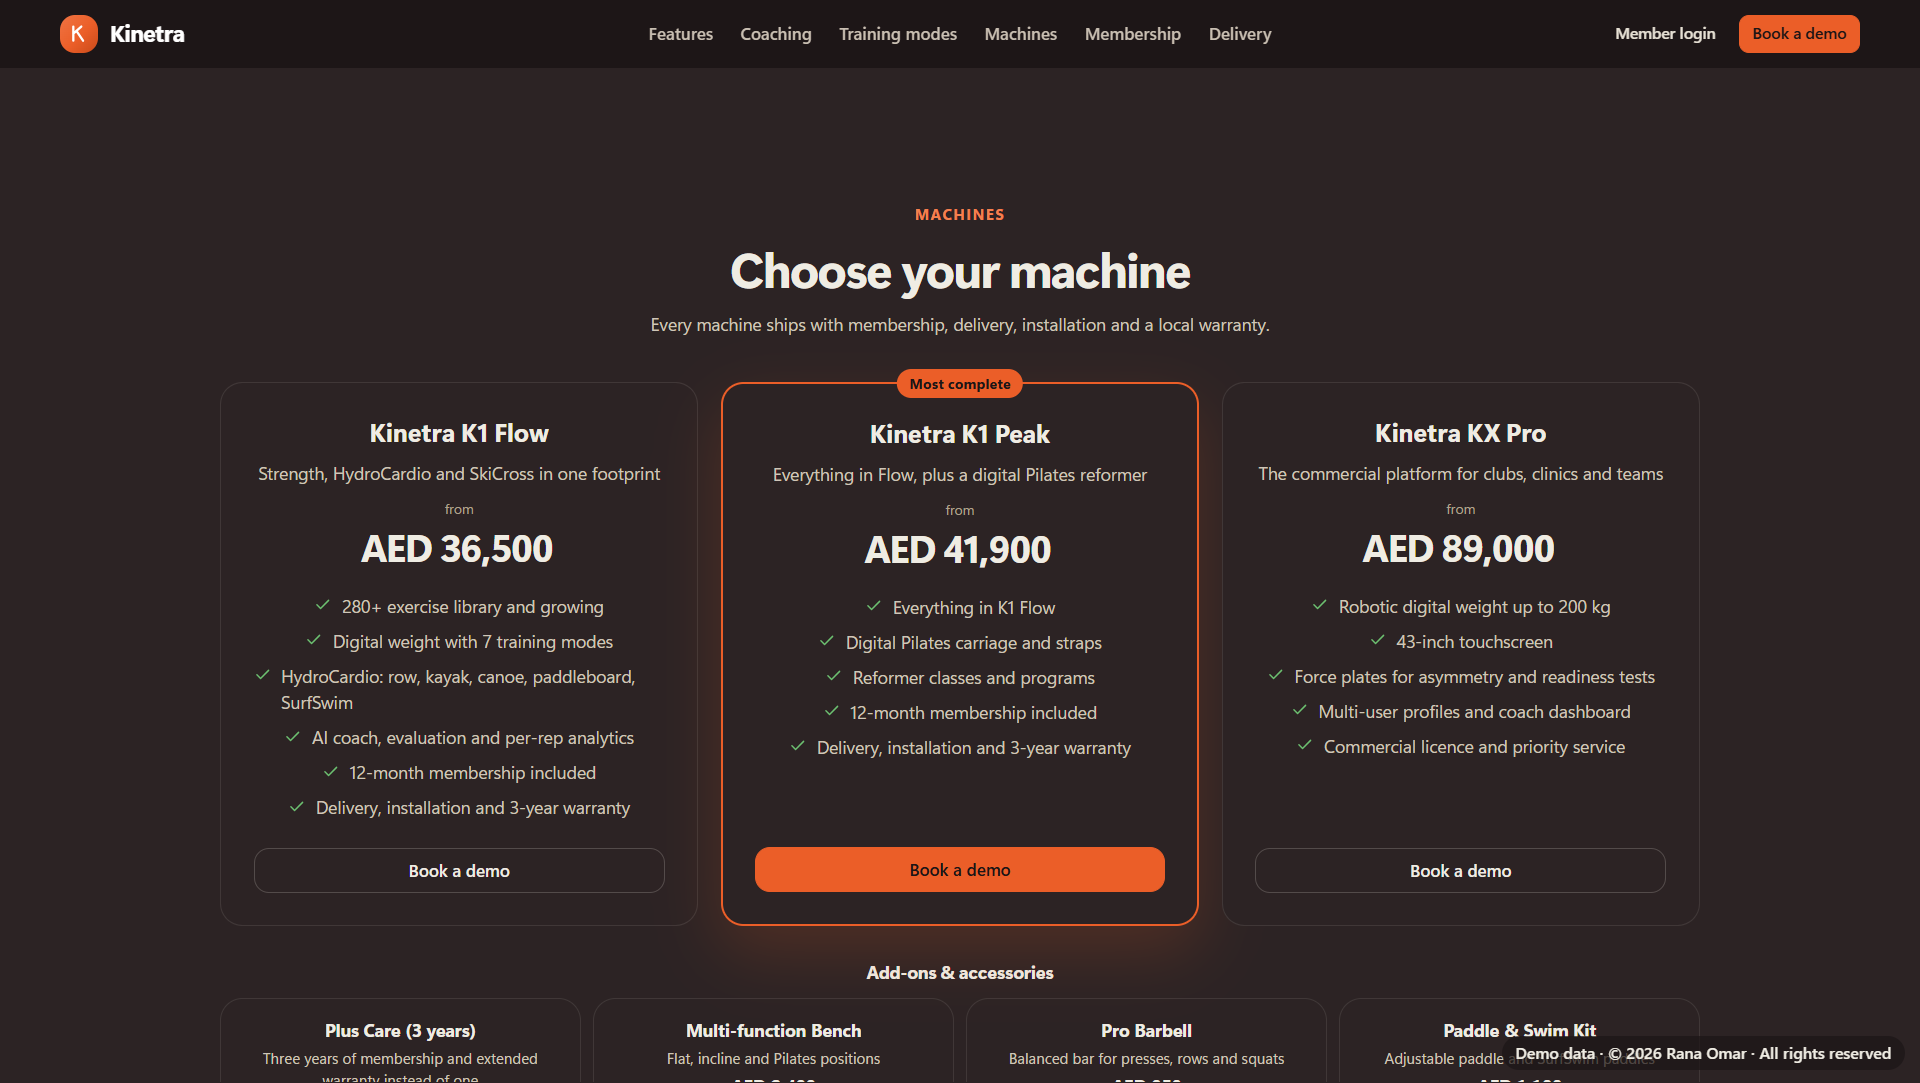 K
Kinetra
Features
Coaching
Training modes
Machines
Membership
Delivery
Member login
Book a demo
MACHINES
Choose your machine
Every machine ships with membership, delivery, installation and a local warranty.
Kinetra K1 Flow
Strength, HydroCardio and SkiCross in one footprint
from
AED 36,500
280+ exercise library and growing
Digital weight with 7 training modes
HydroCardio: row, kayak, canoe, paddleboard,
SurfSwim
AI coach, evaluation and per-rep analytics
12-month membership included
Delivery, installation and 3-year warranty
Book a demo
Most complete
Kinetra K1 Peak
Everything in Flow, plus a digital Pilates reformer
from
AED 41,900
Everything in K1 Flow
Digital Pilates carriage and straps
Reformer classes and programs
12-month membership included
Delivery, installation and 3-year warranty
Book a demo
Kinetra KX Pro
The commercial platform for clubs, clinics and teams
from
AED 89,000
Robotic digital weight up to 200 kg
43-inch touchscreen
Force plates for asymmetry and readiness tests
Multi-user profiles and coach dashboard
Commercial licence and priority service
Book a demo
Add-ons & accessories
Plus Care (3 years)
Three years of membership and extended
warranty instead of one
Multi-function Bench
Flat, incline and Pilates positions
Pro Barbell
Balanced bar for presses, rows and squats
Paddle & Swim Kit
Adjustable paddle
Demo data · © 2026 Rana Omar · All rights reserved